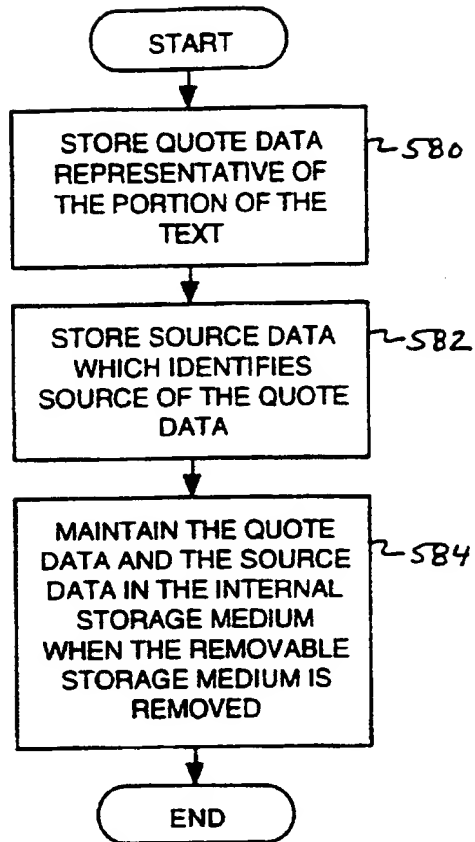 START
STORE QUOTE DATA
REPRESENTATIVE OF
THE PORTION OF THE
TEXT
580
STORE SOURCE DATA
WHICH IDENTIFIES
SOURCE OF THE QUOTE
DATA
582
MAINTAIN THE QUOTE
DATA AND THE SOURCE
DATA IN THE INTERNAL
STORAGE MEDIUM
WHEN THE REMOVABLE
STORAGE MEDIUM IS
REMOVED
584
END